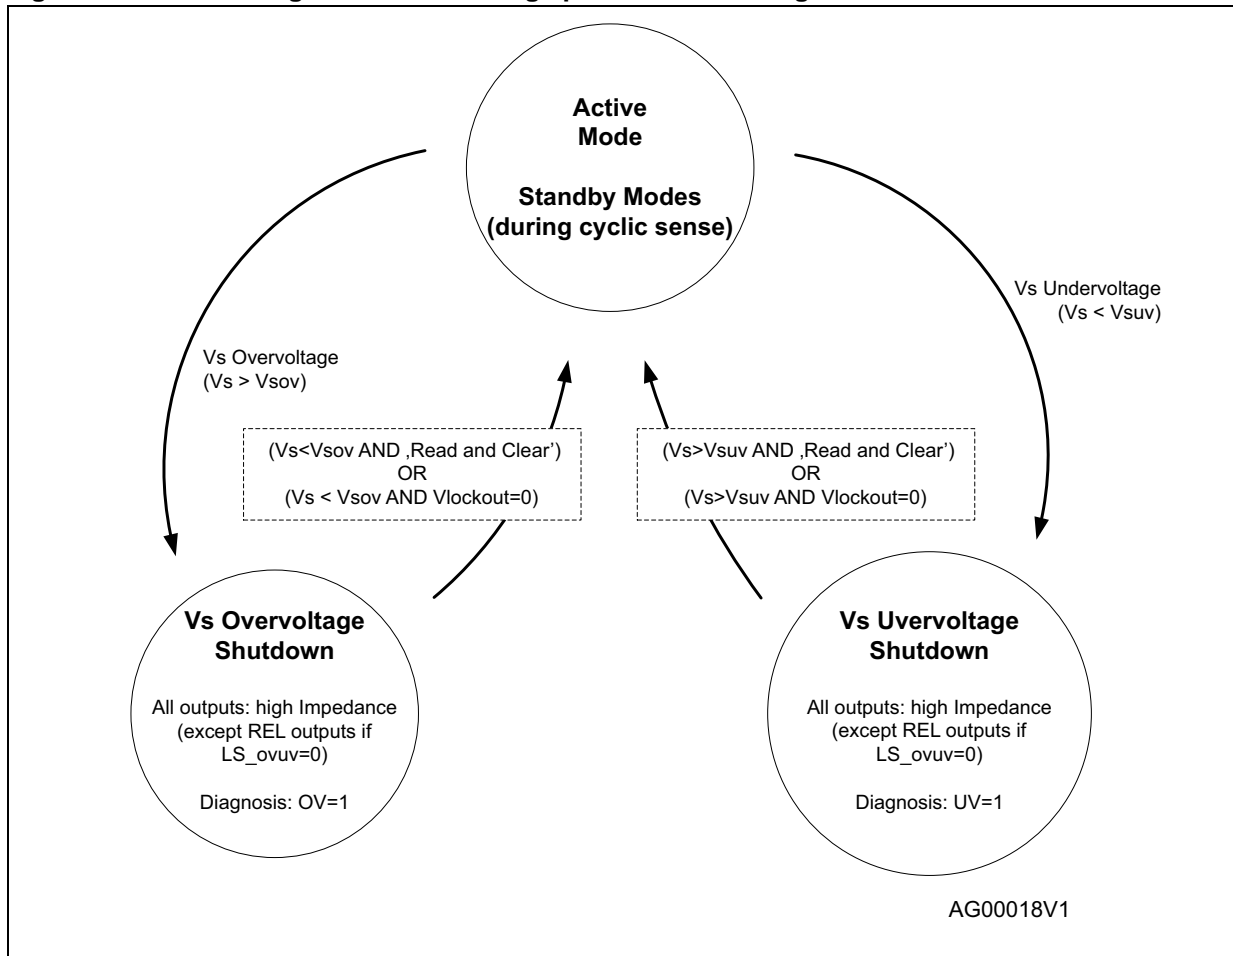 Active
Mode
Standby Modes
(during cyclic sense)
Vs Undervoltage
(Vs < Vsuv)
Vs Overvoltage
(Vs > Vsov)
(Vs<Vsov AND ‚Read and Clear’)
OR
(Vs < Vsov AND Vlockout=0)
(Vs>Vsuv AND ‚Read and Clear’)
OR
(Vs>Vsuv AND Vlockout=0)
Vs Overvoltage
Shutdown
All outputs: high Impedance
(except REL outputs if
LS_ovuv=0)
Diagnosis: OV=1
Vs Uvervoltage
Shutdown
All outputs: high Impedance
(except REL outputs if
LS_ovuv=0)
Diagnosis: UV=1
AG00018V1